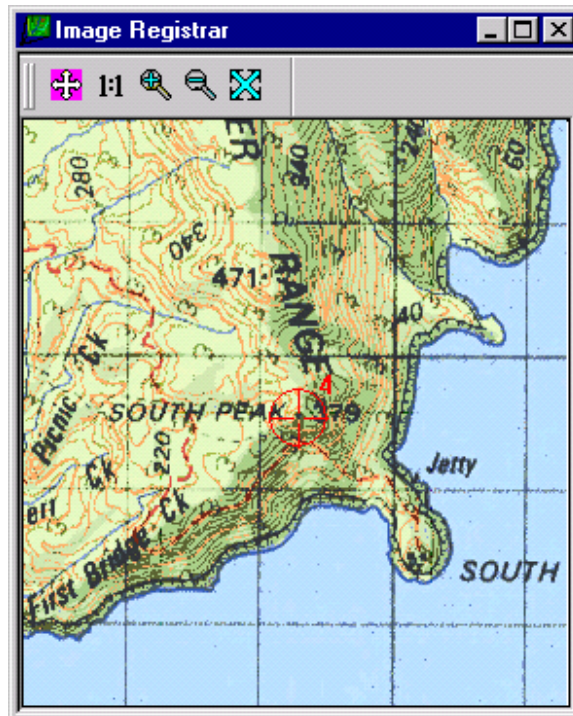 Image Registrar
1:1
280
340
340
240
60
471
RANGE
40
4
SOUTH PEAK
Picnic Ck
220
Jetty
Ck
First Bridge Ck
SOUTH